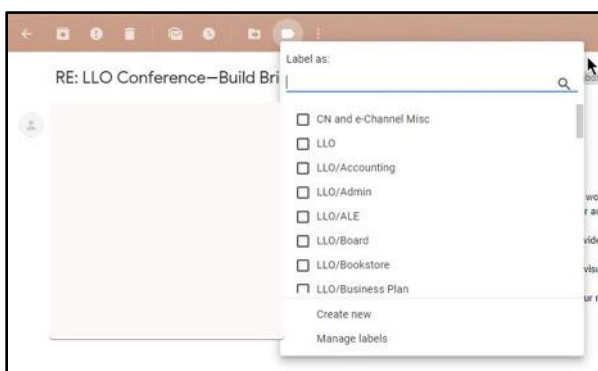 Label as:
RE: LLO Conference—Build Bri
CN and e-Channel Misc
LLO
LLO/Accounting
LLO/Admin
LLO/ALE
LLO/Board
LLO/Bookstore
LLO/Business Plan
Create new
Manage labels